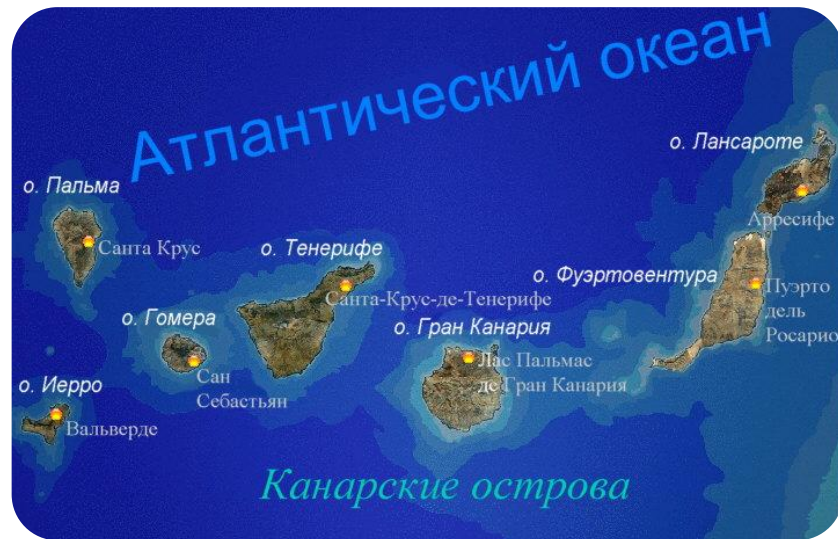 Атлантический океан
о. Лансароте
Арресифе
о. Пальма
Санта Крус
о. Тенерифе
Санта-Крус-де-Тенерифе
о. Фуэртовентура
Пуэрто
дель
Росарио
о. Гомера
Сан
Себастьян
о. Гран Канария
Лас Пальмас
де Гран Канария
о. Иерро
Вальверде
Канарские острова